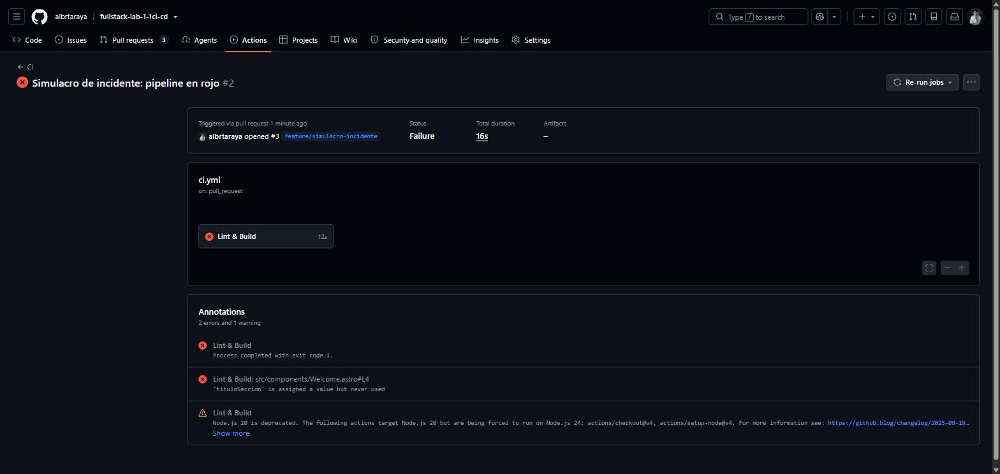 albrtaraya / fullstack-lab-1-1ci-cd
Type / to search
Code Issues Pull requests 3 Agents Actions Projects Wiki Security and quality Insights Settings
CI
Simulacro de incidente: pipeline en rojo #2
Re-run jobs
Triggered via pull request 1 minute ago
albrtaraya opened #3 feature/simulacro-incidente
Status
Failure
Total duration
16s
Artifacts
–
ci.yml
on: pull_request
Lint & Build 12s
Annotations
2 errors and 1 warning
Lint & Build
Process completed with exit code 1.
Lint & Build: src/components/Welcome.astro#L4
'tituloSeccion' is assigned a value but never used
Lint & Build
Node.js 20 is deprecated. The following actions target Node.js 20 but are being forced to run on Node.js 24: actions/checkout@v4, actions/setup-node@v4. For more information see: https://github.blog/changelog/2025-09-19…
Show more